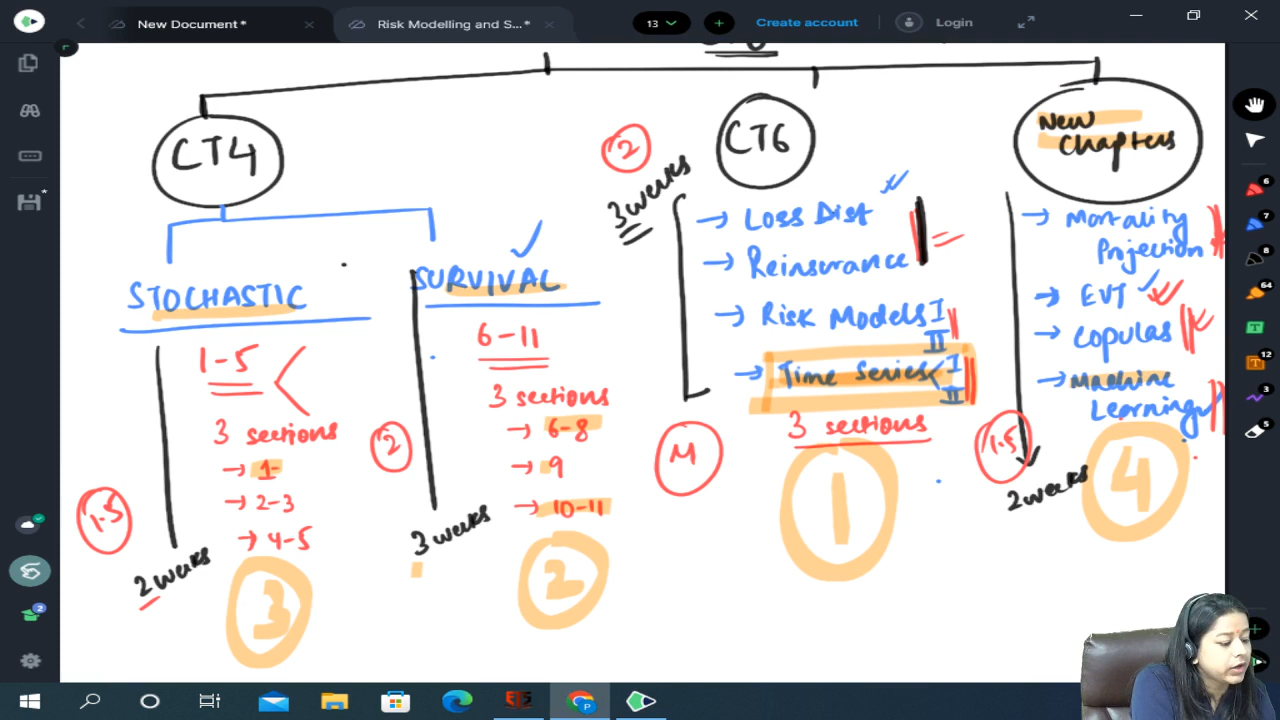 New Document *
Risk Modelling and S...*
13
Create account
Login
CT4
CT6
New
Chapters
STOCHASTIC
1-5
3 sections
→ 1-
→ 2-3
→ 4-5
1.5
2 weeks
3
SURVIVAL
6-11
3 sections
→ 6-8
→ 9
→ 10-11
2
3 weeks
2
2
3 weeks
→ Loss Dist
→ Reinsurance
→ Risk Models I
II
→ Time Series I
II
3 sections
M
1
→ Mortality
Projection
→ EVT
→ Copulas
→ Machine
Learning
1.5
2 weeks
4
6
7
8
64
12
3
5
2
T
T
ETS
P